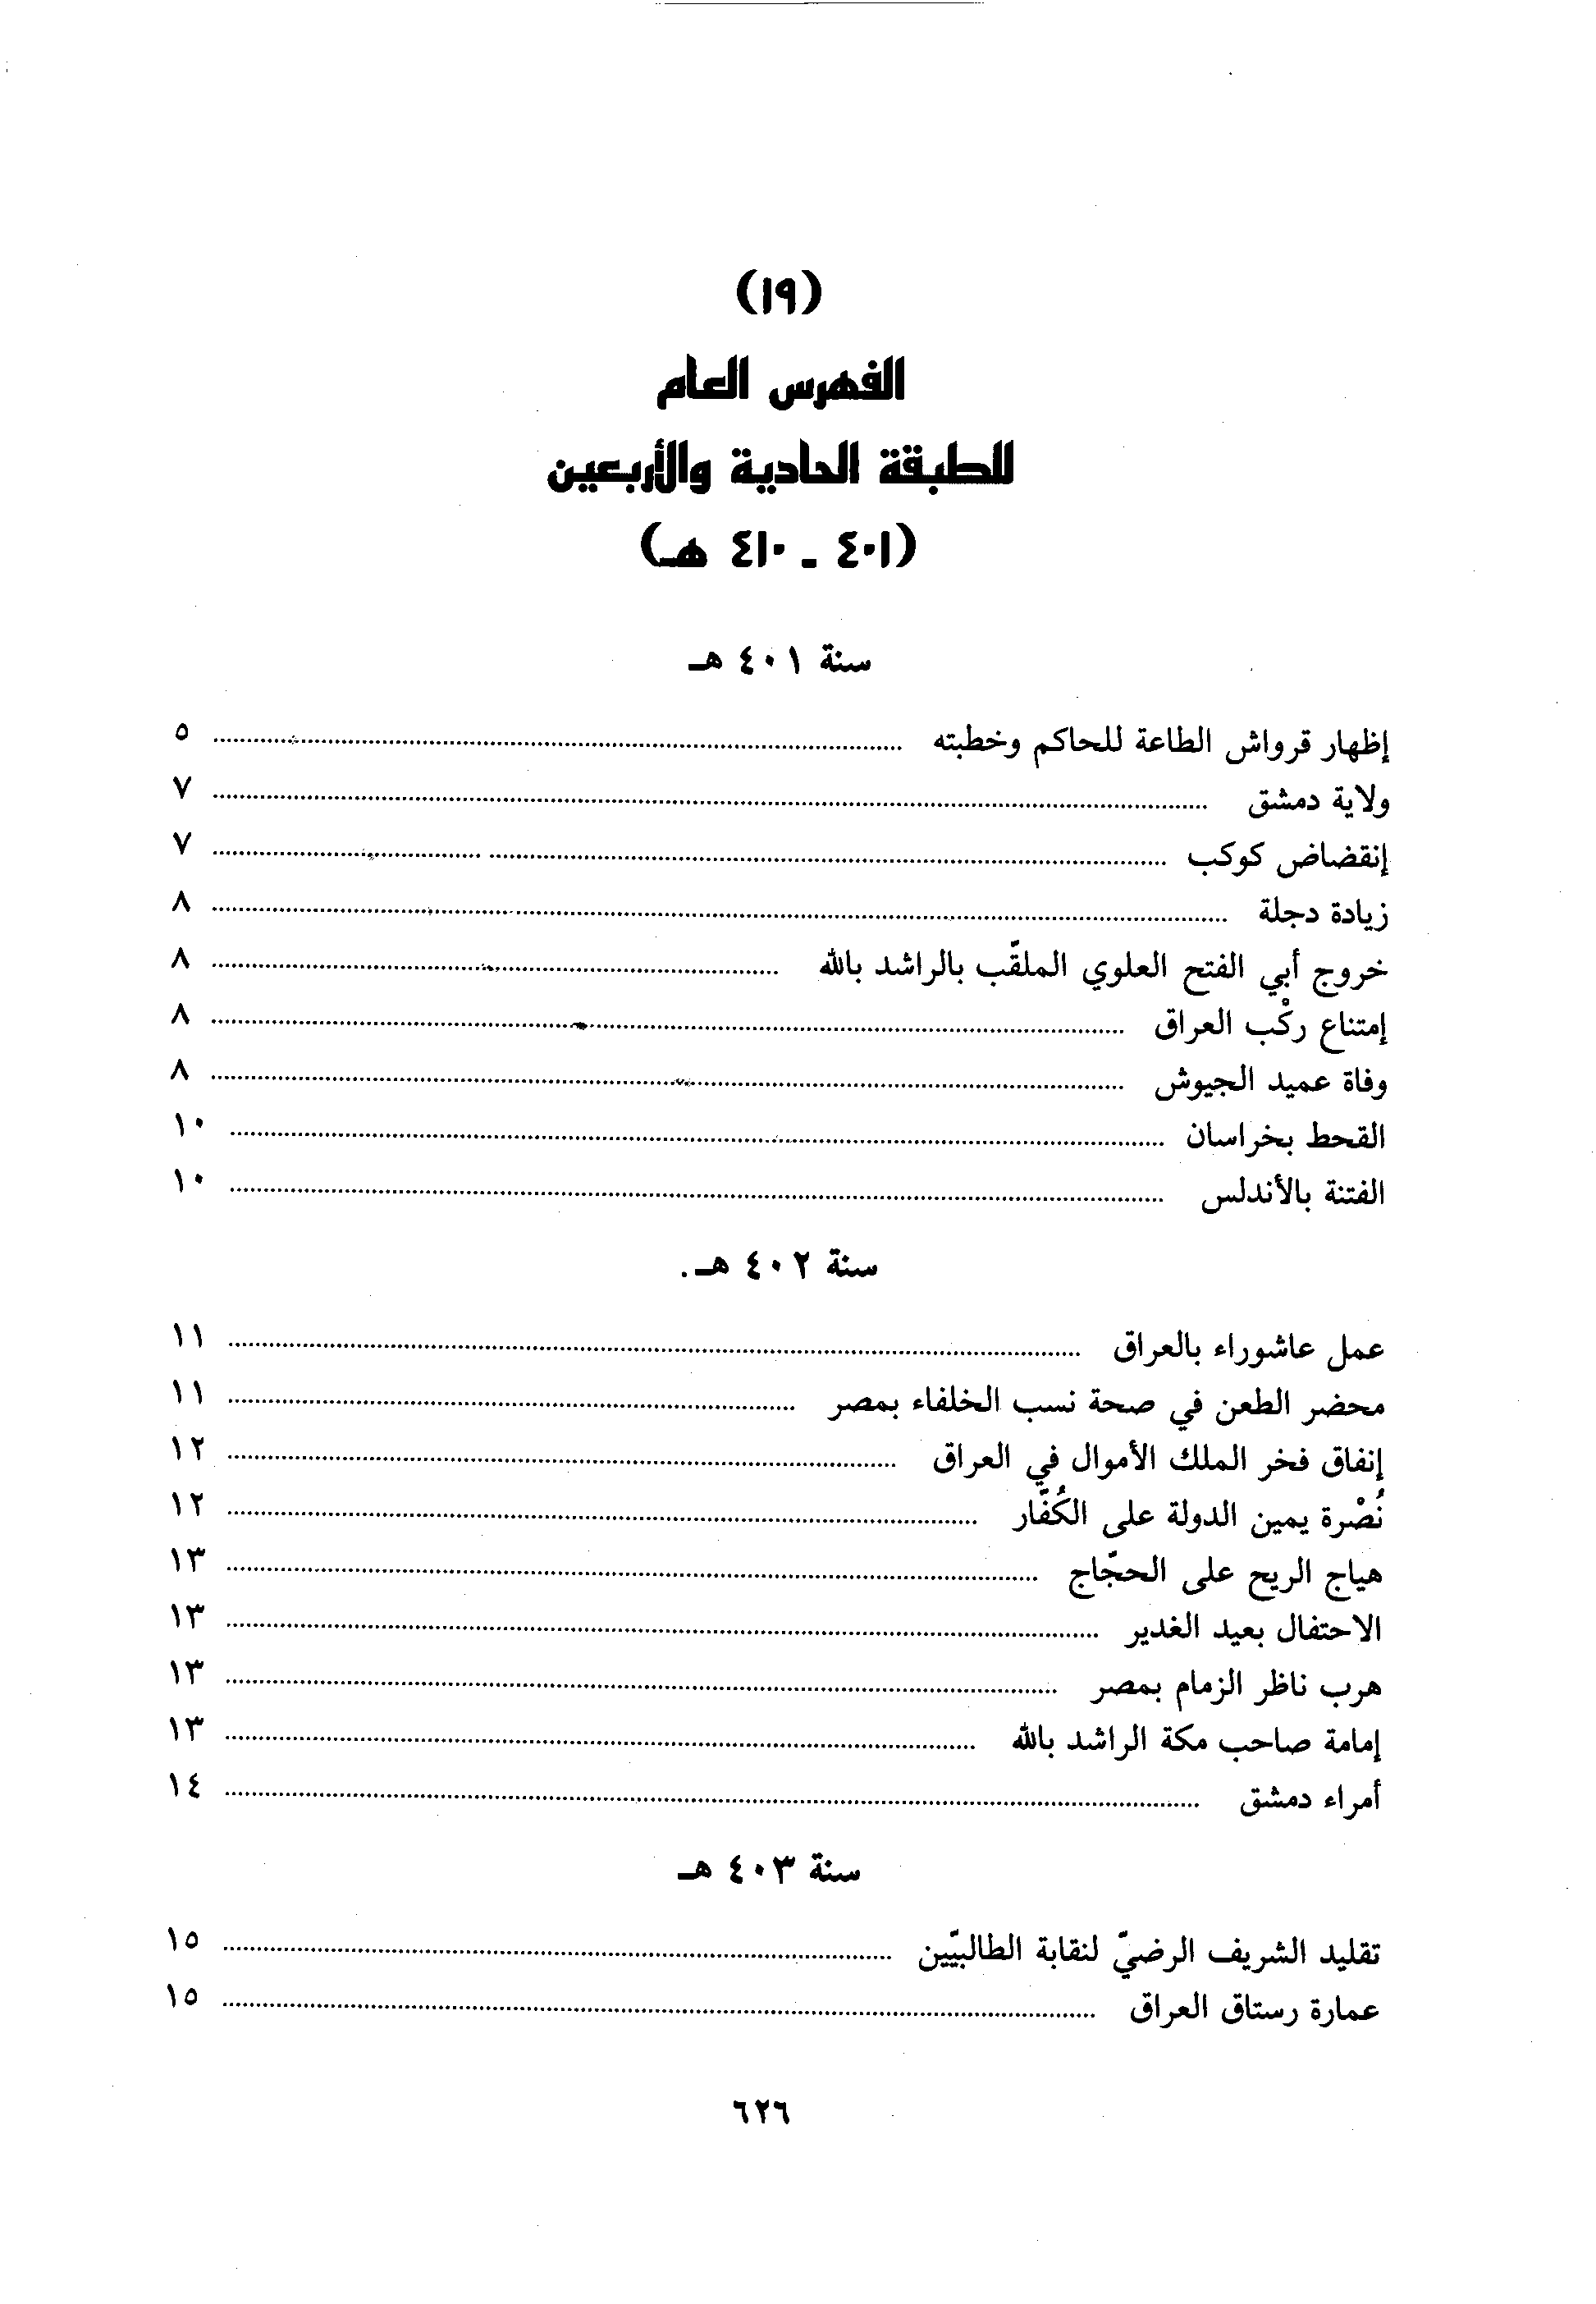 (١٩)
الفهرس العام
للطبقة الحادية والأربعين
(٤٠١ - ٤١٠ هـ)
سنة ٤٠١ هـ
إظهار قرواش الطاعة للحاكم وخطبته ........ ٥
ولاية دمشق ........ ٧
إنقضاض كوكب ........ ٧
زيادة دجلة ........ ٨
خروج أبي الفتح العلوي الملقّب بالراشد بالله ........ ٨
إمتناع ركْب العراق ........ ٨
وفاة عميد الجيوش ........ ٨
القحط بخراسان ........ ١٠
الفتنة بالأندلس ........ ١٠
سنة ٤٠٢ هـ.
عمل عاشوراء بالعراق ........ ١١
محضر الطعن في صحة نسب الخلفاء بمصر ........ ١١
إنفاق فخر الملك الأموال في العراق ........ ١٢
نُصْرة يمين الدولة على الكُفّار ........ ١٢
هياج الريح على الحجّاج ........ ١٣
الاحتفال بعيد الغدير ........ ١٣
هرب ناظر الزمام بمصر ........ ١٣
إمامة صاحب مكة الراشد بالله ........ ١٣
أمراء دمشق ........ ١٤
سنة ٤٠٣ هـ
تقليد الشريف الرضيّ لنقابة الطالبيّين ........ ١٥
عمارة رستاق العراق ........ ١٥
٦٢٦